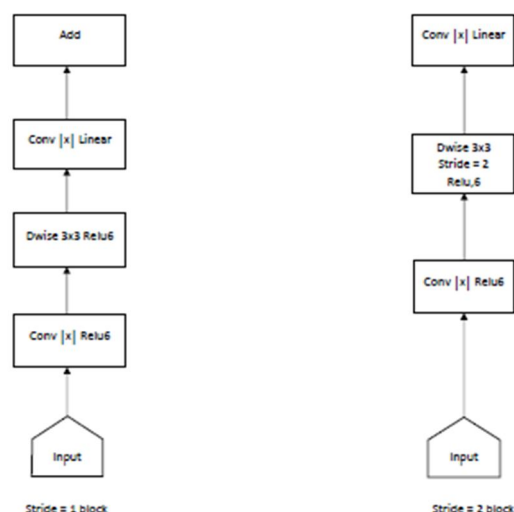 Add
Conv |x| Linear
Dwise 3x3 Relu6
Conv |x| Relu6
Input
Stride = 1 block
Conv |x| Linear
Dwise 3x3
Stride = 2
Relu,6
Conv |x| Relu6
Input
Stride = 2 block